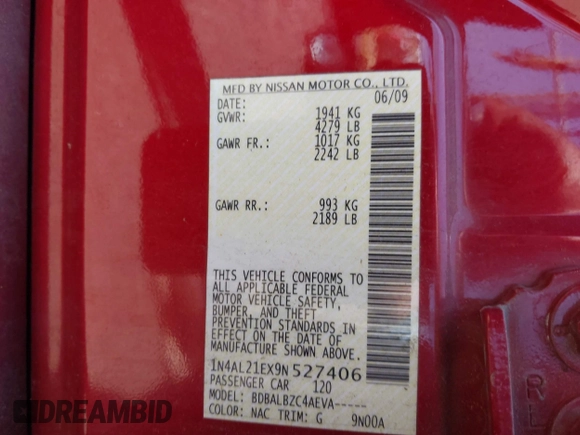 MFD BY NISSAN MOTOR CO., LTD.
DATE: 06/09
GVWR: 1941 KG
4279 LB
GAWR FR.: 1017 KG
2242 LB
GAWR RR.: 993 KG
2189 LB
THIS VEHICLE CONFORMS TO
ALL APPLICABLE FEDERAL
MOTOR VEHICLE SAFETY,
BUMPER, AND THEFT
PREVENTION STANDARDS IN
EFFECT ON THE DATE OF
MANUFACTURE SHOWN ABOVE.
1N4AL21EX9N527406
PASSENGER CAR 120
MODEL: BDBALBZC4AEVA-----
COLOR: NAC TRIM: G 9N00A
R L
DREAMBID